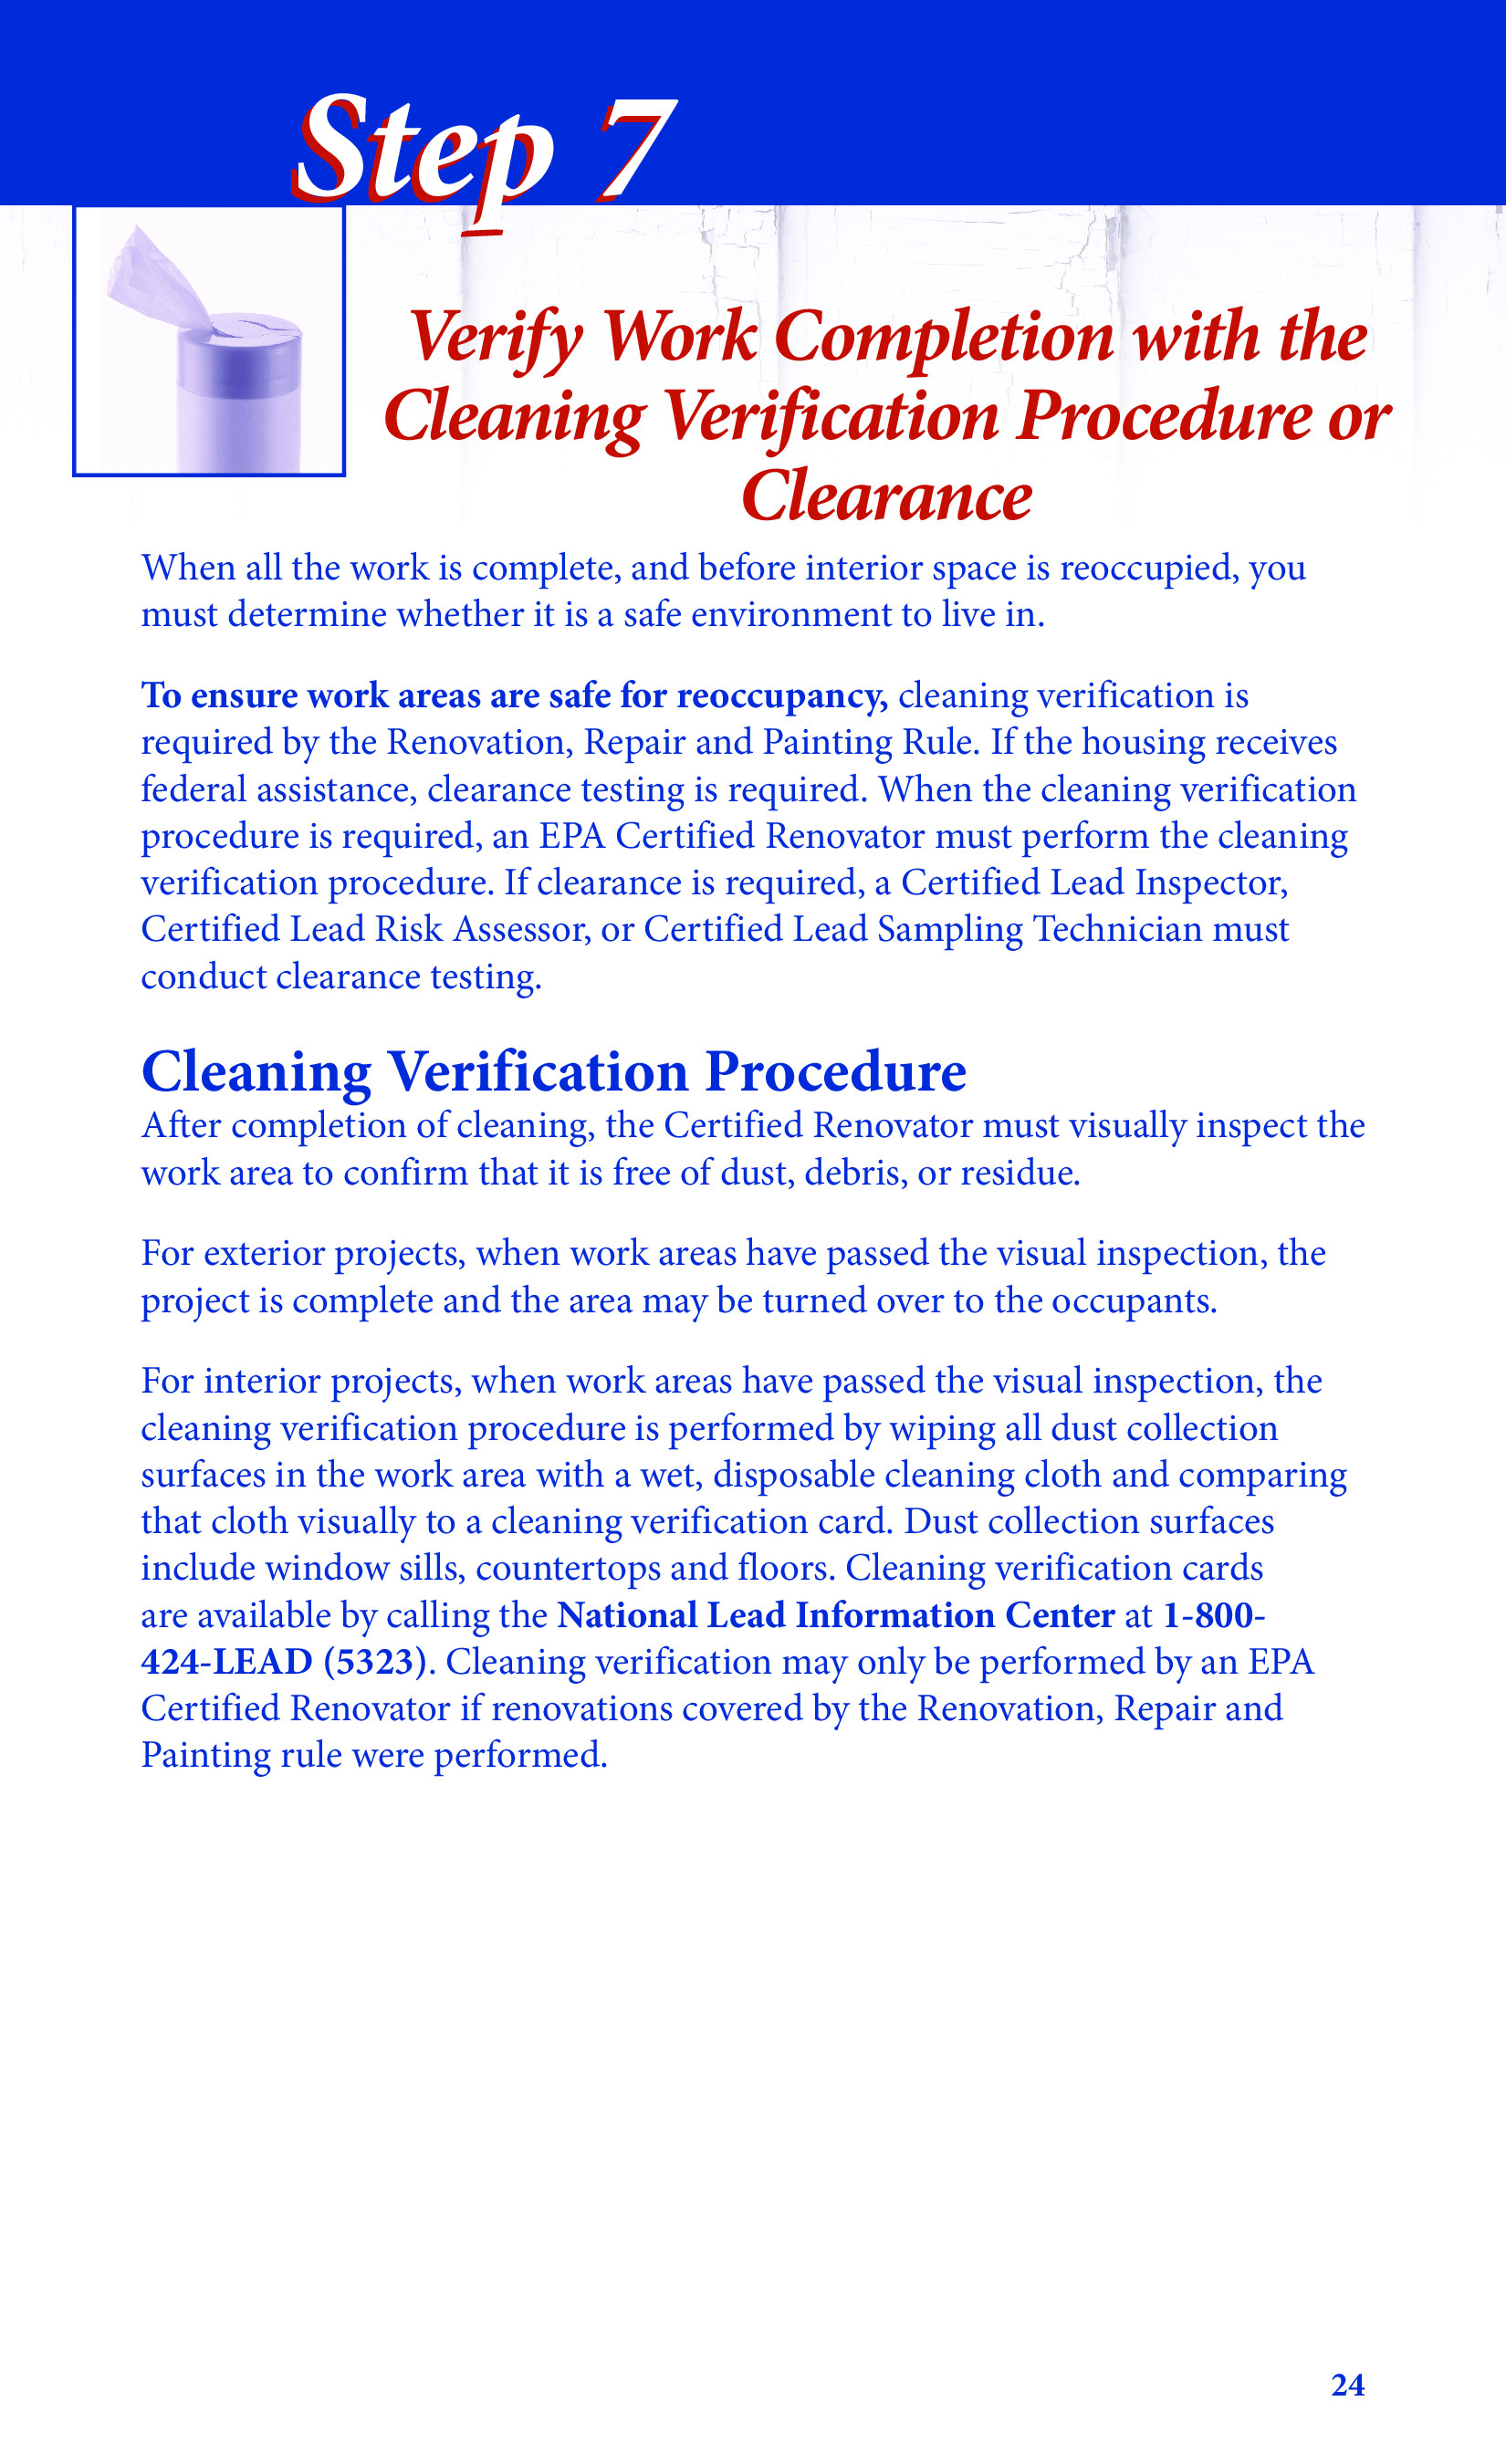 Step 7
Verify Work Completion with the
Cleaning Verification Procedure or
Clearance
When all the work is complete, and before interior space is reoccupied, you
must determine whether it is a safe environment to live in.
To ensure work areas are safe for reoccupancy, cleaning verification is
required by the Renovation, Repair and Painting Rule. If the housing receives
federal assistance, clearance testing is required. When the cleaning verification
procedure is required, an EPA Certified Renovator must perform the cleaning
verification procedure. If clearance is required, a Certified Lead Inspector,
Certified Lead Risk Assessor, or Certified Lead Sampling Technician must
conduct clearance testing.
Cleaning Verification Procedure
After completion of cleaning, the Certified Renovator must visually inspect the
work area to confirm that it is free of dust, debris, or residue.
For exterior projects, when work areas have passed the visual inspection, the
project is complete and the area may be turned over to the occupants.
For interior projects, when work areas have passed the visual inspection, the
cleaning verification procedure is performed by wiping all dust collection
surfaces in the work area with a wet, disposable cleaning cloth and comparing
that cloth visually to a cleaning verification card. Dust collection surfaces
include window sills, countertops and floors. Cleaning verification cards
are available by calling the National Lead Information Center at 1-800-
424-LEAD (5323). Cleaning verification may only be performed by an EPA
Certified Renovator if renovations covered by the Renovation, Repair and
Painting rule were performed.
24